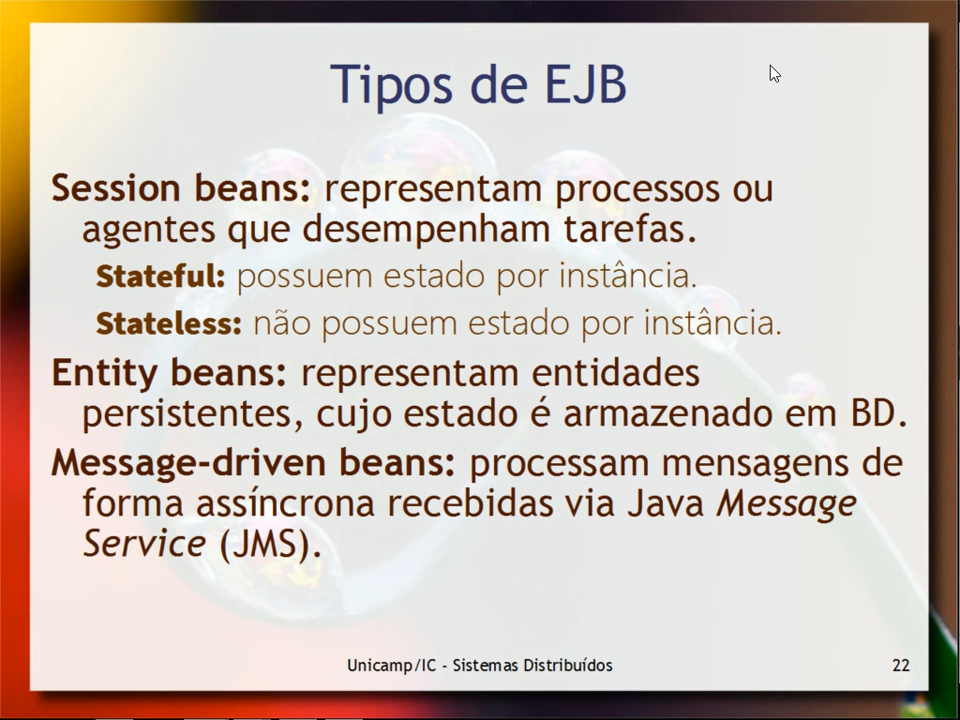 Tipos de EJB
Session beans: representam processos ou
agentes que desempenham tarefas.
Stateful: possuem estado por instância.
Stateless: não possuem estado por instância.
Entity beans: representam entidades
persistentes, cujo estado é armazenado em BD.
Message-driven beans: processam mensagens de
forma assíncrona recebidas via Java Message
Service (JMS).
Unicamp/IC - Sistemas Distribuídos
22